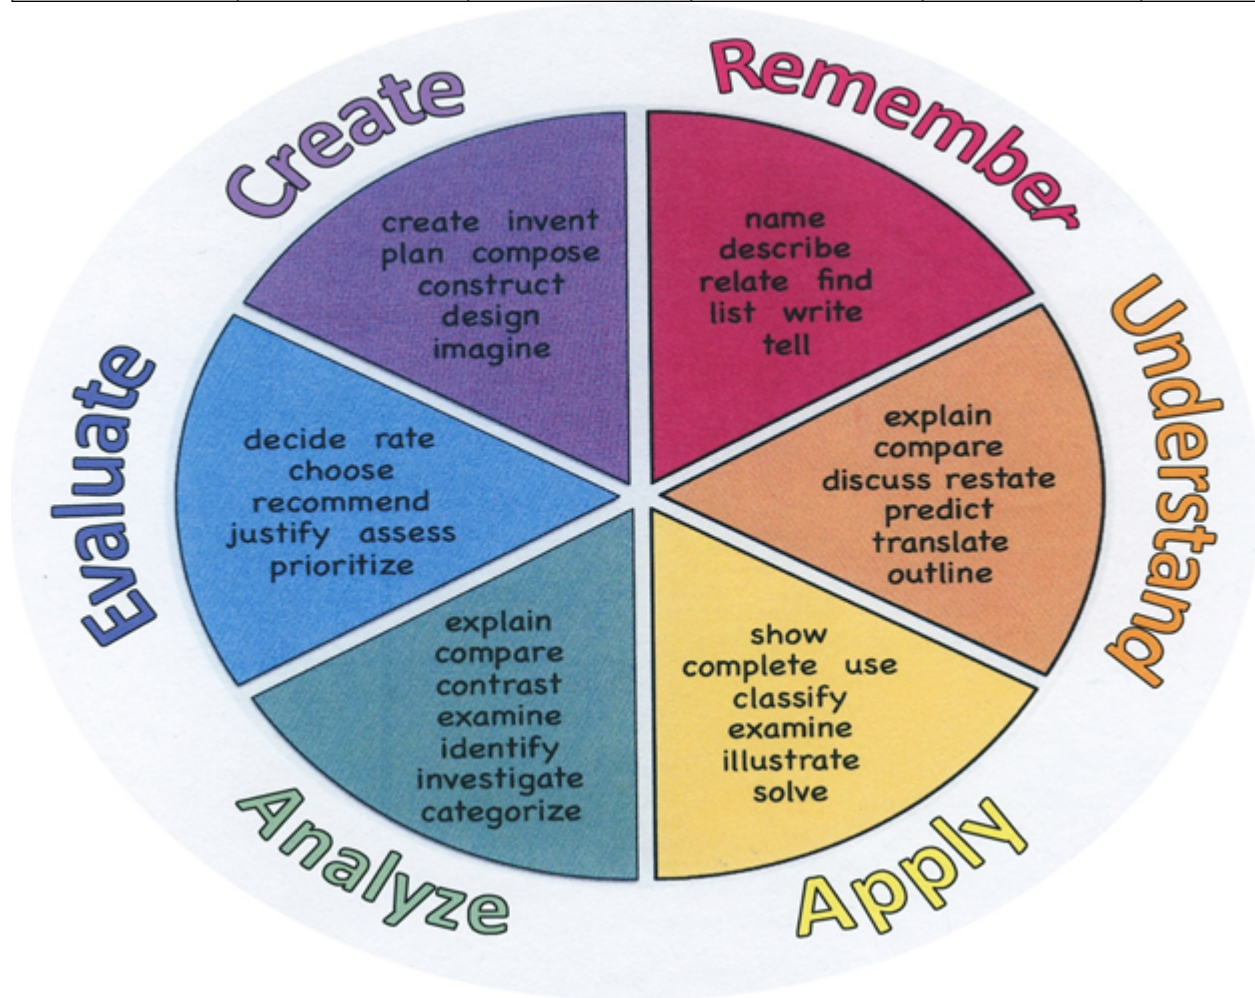 Remember
name
describe
relate find
list write
tell
Understand
explain
compare
discuss restate
predict
translate
outline
Apply
show
complete use
classify
examine
illustrate
solve
Analyze
explain
compare
contrast
examine
identify
investigate
categorize
Evaluate
decide rate
choose
recommend
justify assess
prioritize
Create
create invent
plan compose
construct
design
imagine